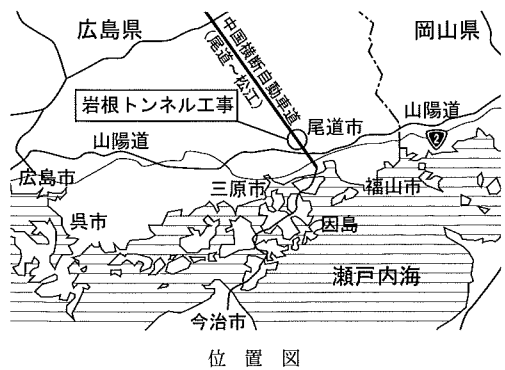 広島県
岡山県
中国横断自動車道
(尾道～松江)
岩根トンネル工事
山陽道
尾道市
山陽道
2
広島市
三原市
福山市
呉市
因島
瀬戸内海
今治市
位置図